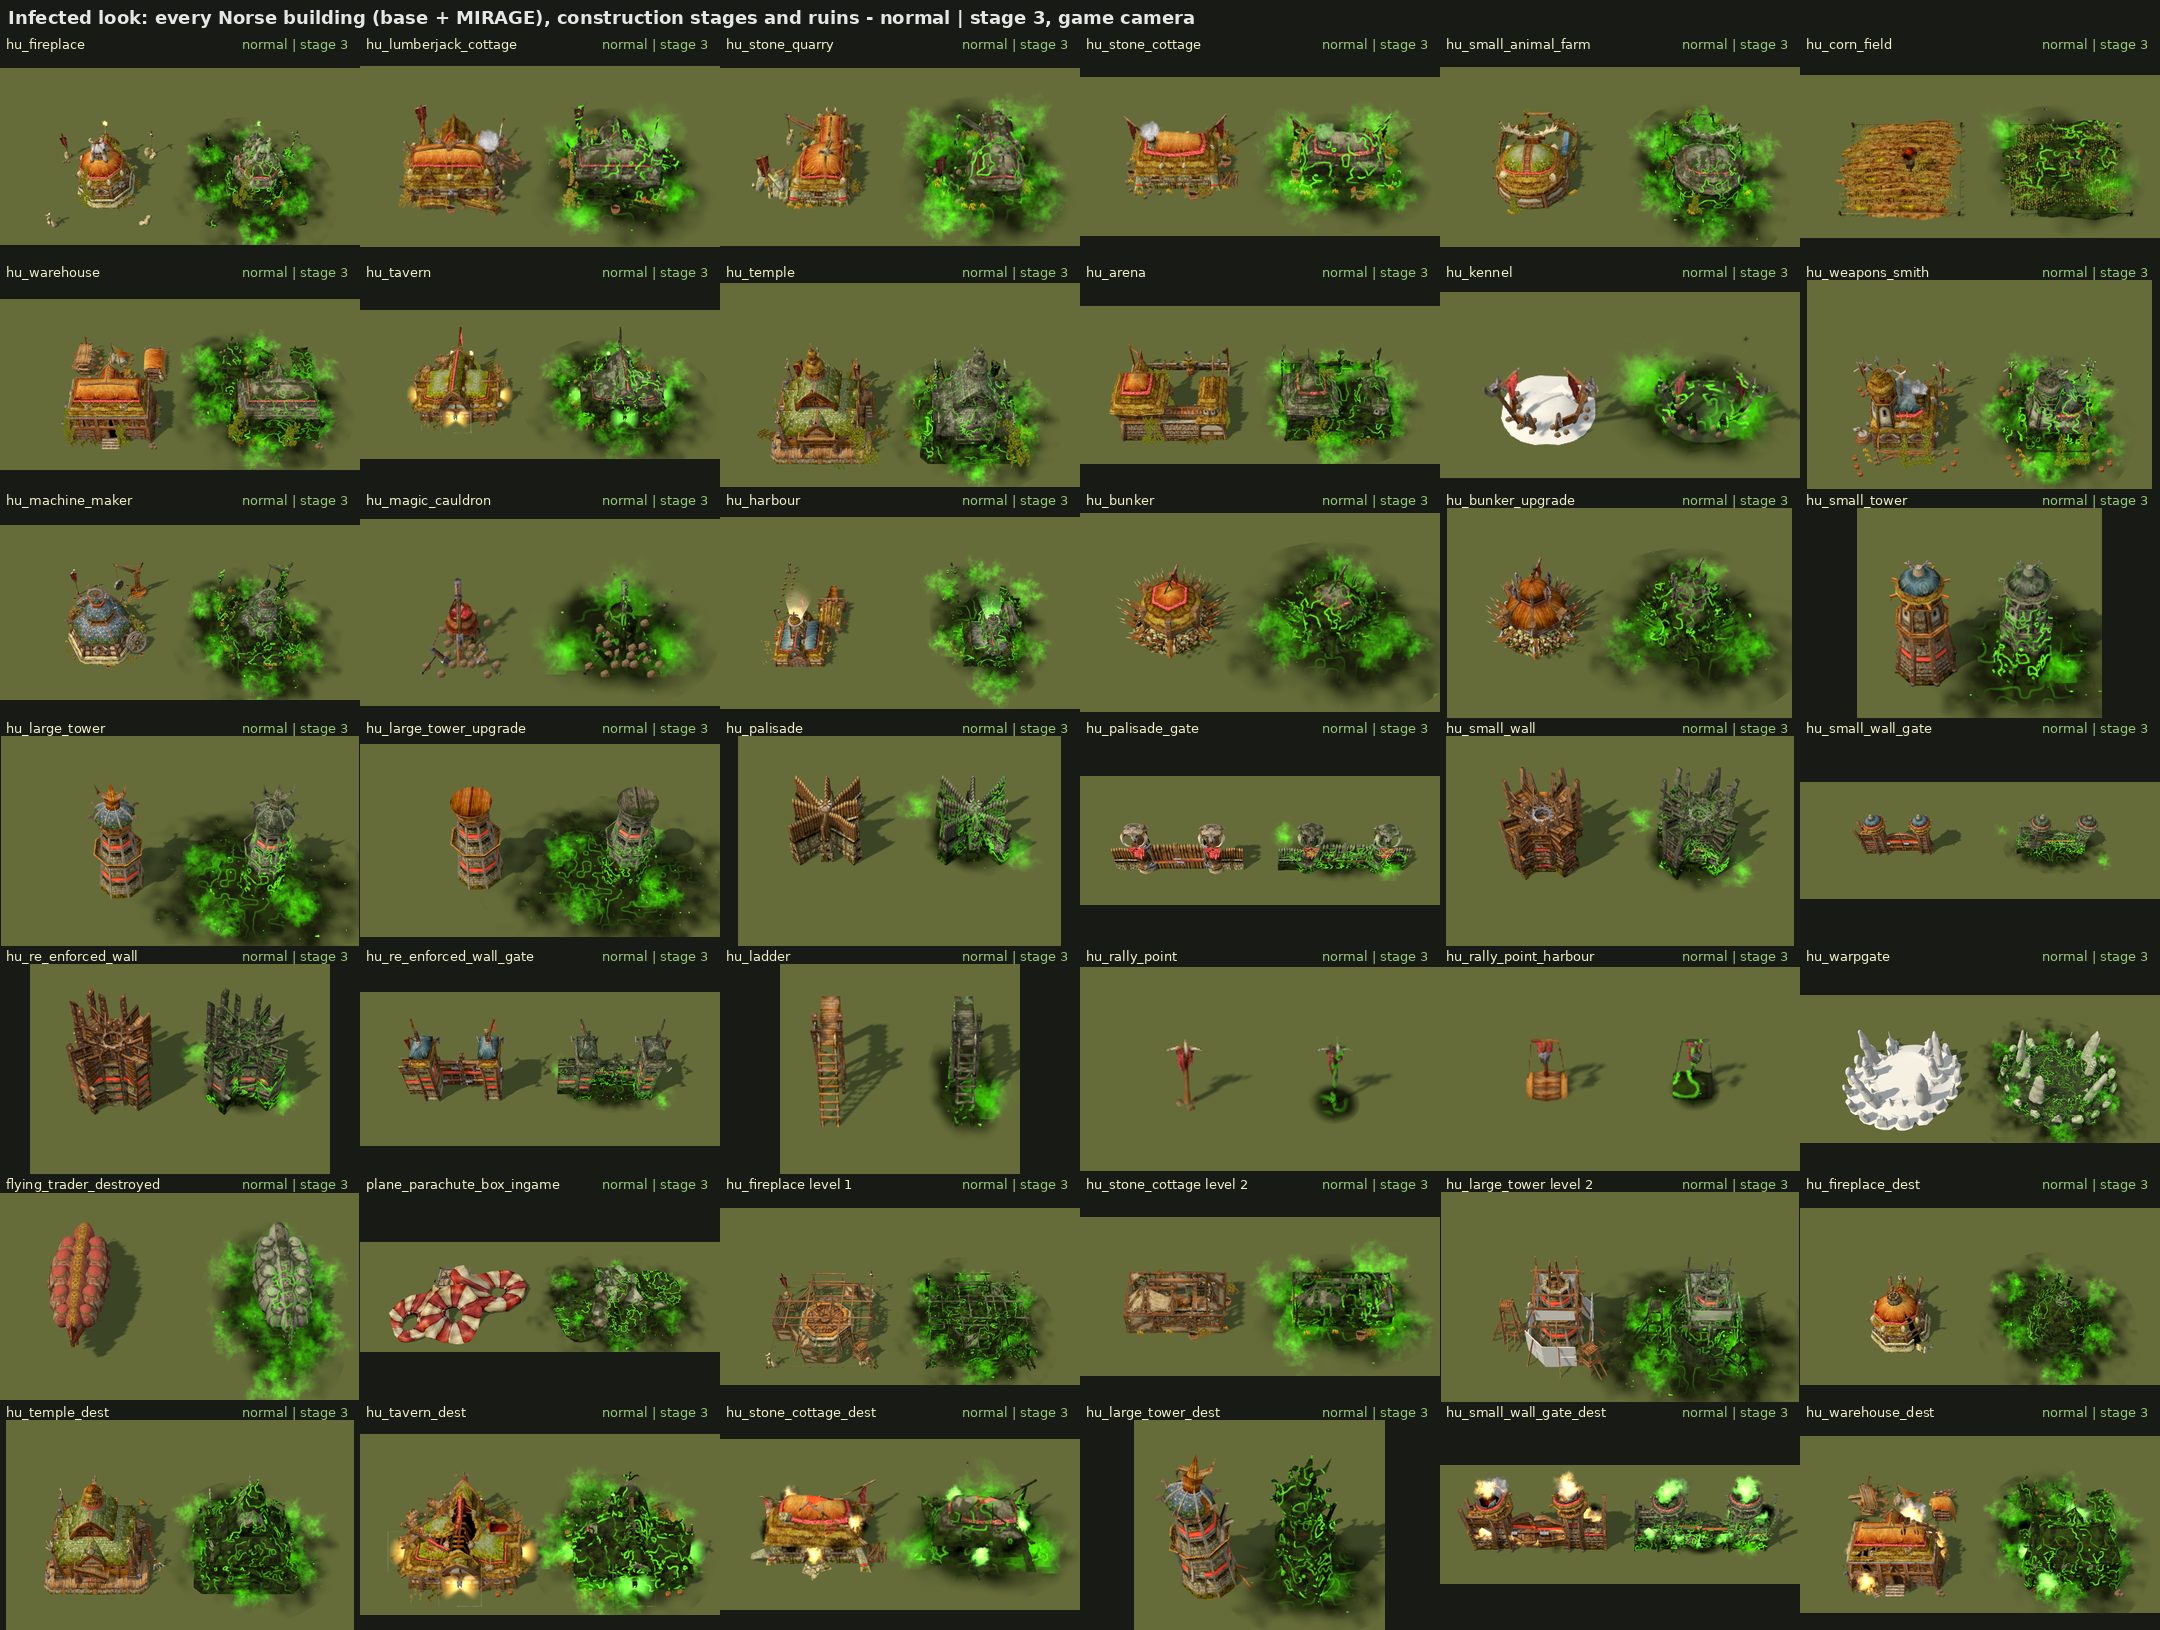 Infected look: every Norse building (base + MIRAGE), construction stages and ruins - normal | stage 3, game camera
hu_fireplace normal | stage 3 hu_lumberjack_cottage normal | stage 3 hu_stone_quarry normal | stage 3 hu_stone_cottage normal | stage 3 hu_small_animal_farm normal | stage 3 hu_corn_field normal | stage 3
hu_warehouse normal | stage 3 hu_tavern normal | stage 3 hu_temple normal | stage 3 hu_arena normal | stage 3 hu_kennel normal | stage 3 hu_weapons_smith normal | stage 3
hu_machine_maker normal | stage 3 hu_magic_cauldron normal | stage 3 hu_harbour normal | stage 3 hu_bunker normal | stage 3 hu_bunker_upgrade normal | stage 3 hu_small_tower normal | stage 3
hu_large_tower normal | stage 3 hu_large_tower_upgrade normal | stage 3 hu_palisade normal | stage 3 hu_palisade_gate normal | stage 3 hu_small_wall normal | stage 3 hu_small_wall_gate normal | stage 3
hu_re_enforced_wall normal | stage 3 hu_re_enforced_wall_gate normal | stage 3 hu_ladder normal | stage 3 hu_rally_point normal | stage 3 hu_rally_point_harbour normal | stage 3 hu_warpgate normal | stage 3
flying_trader_destroyed normal | stage 3 plane_parachute_box_ingame normal | stage 3 hu_fireplace level 1 normal | stage 3 hu_stone_cottage level 2 normal | stage 3 hu_large_tower level 2 normal | stage 3 hu_fireplace_dest normal | stage 3
hu_temple_dest normal | stage 3 hu_tavern_dest normal | stage 3 hu_stone_cottage_dest normal | stage 3 hu_large_tower_dest normal | stage 3 hu_small_wall_gate_dest normal | stage 3 hu_warehouse_dest normal | stage 3